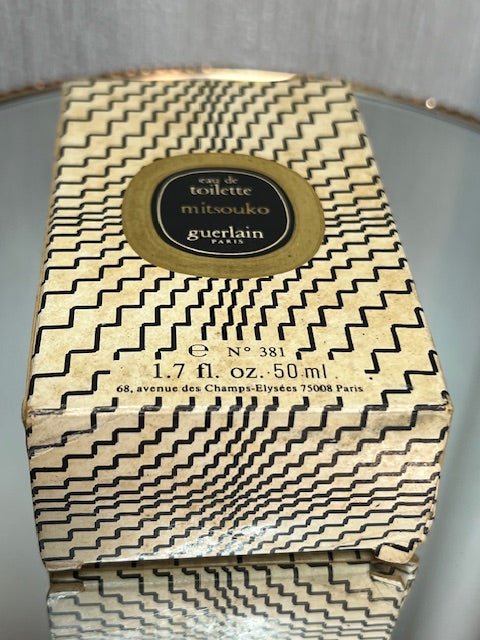 eau de
toilette
mitsouko
guerlain
PARIS
℮ N° 381
1.7 fl. oz. 50 ml
68, avenue des Champs-Elysées 75008 Paris